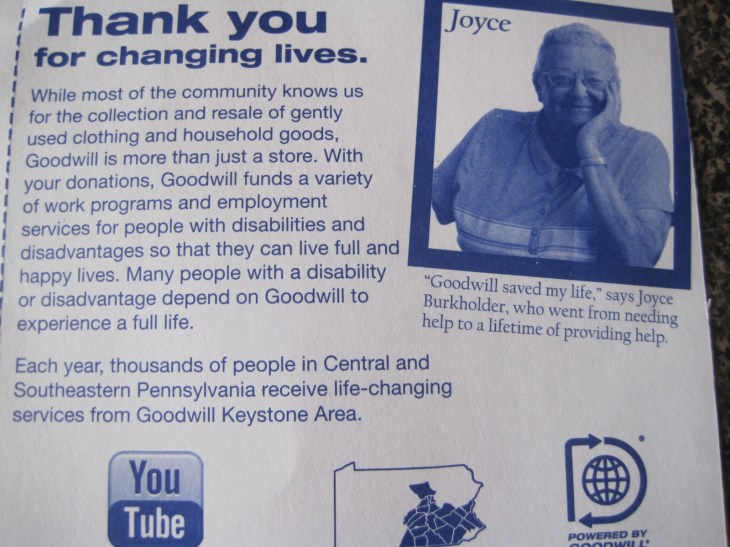 Thank you
for changing lives.
While most of the community knows us
for the collection and resale of gently
used clothing and household goods,
Goodwill is more than just a store. With
your donations, Goodwill funds a variety
of work programs and employment
services for people with disabilities and
disadvantages so that they can live full and
happy lives. Many people with a disability
or disadvantage depend on Goodwill to
experience a full life.
Each year, thousands of people in Central and
Southeastern Pennsylvania receive life-changing
services from Goodwill Keystone Area.
Joyce
“Goodwill saved my life,” says Joyce
Burkholder, who went from needing
help to a lifetime of providing help.
You
Tube
D
POWERED BY
GOODWILL